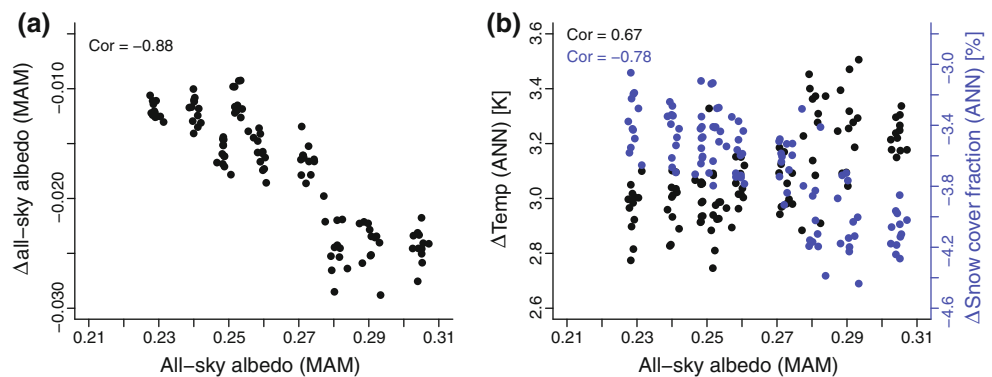 (a)
Cor = −0.88
Δall−sky albedo (MAM)
−0.010
−0.020
−0.030
0.21 0.23 0.25 0.27 0.29 0.31
All−sky albedo (MAM)
(b)
Cor = 0.67
Cor = −0.78
ΔTemp (ANN) [K]
3.6
3.4
3.2
3.0
2.8
2.6
ΔSnow cover fraction (ANN) [%]
−3.0
−3.4
−3.8
−4.2
−4.6
0.21 0.23 0.25 0.27 0.29 0.31
All−sky albedo (MAM)